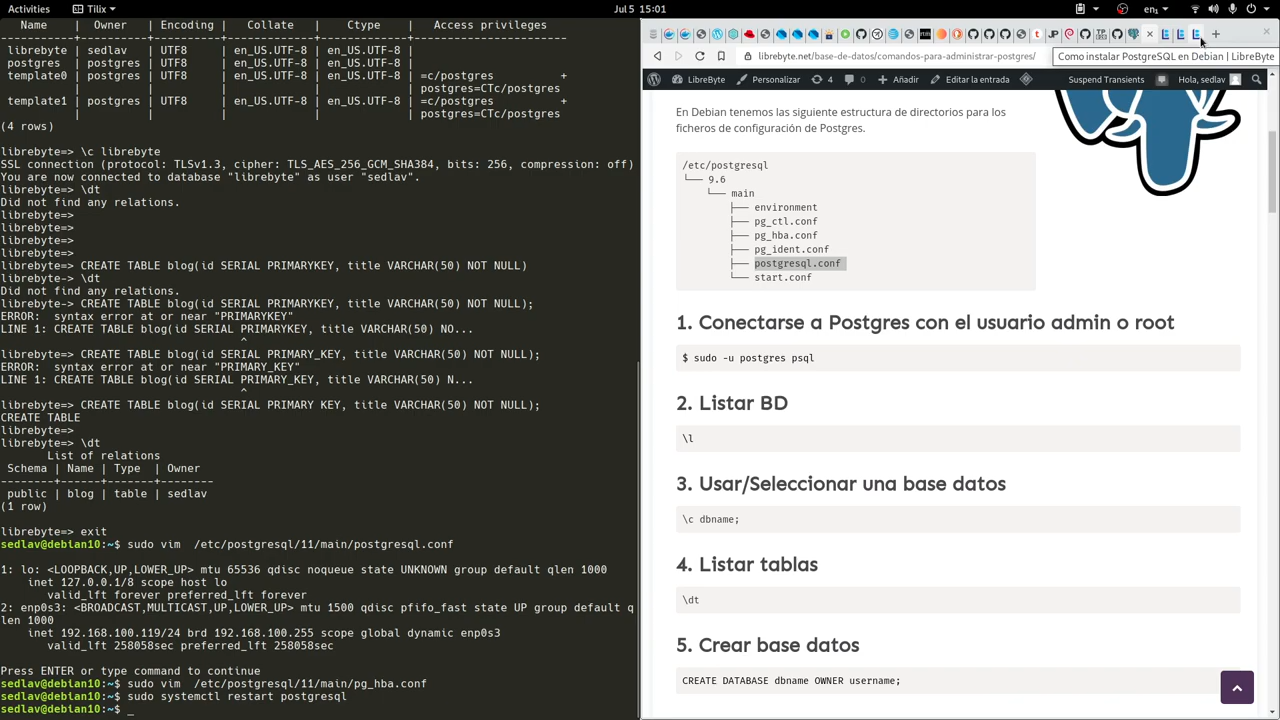 Activities
Tilix
Jul 5 15:01
en
Name | Owner | Encoding | Collate | Ctype | Access privileges
-----------+----------+----------+-------------+-------------+-----------------------
librebyte | sedlav | UTF8 | en_US.UTF-8 | en_US.UTF-8 |
postgres | postgres | UTF8 | en_US.UTF-8 | en_US.UTF-8 |
template0 | postgres | UTF8 | en_US.UTF-8 | en_US.UTF-8 | =c/postgres +
| | | | | postgres=CTc/postgres
template1 | postgres | UTF8 | en_US.UTF-8 | en_US.UTF-8 | =c/postgres +
| | | | | postgres=CTc/postgres
(4 rows)
librebyte=> \c librebyte
SSL connection (protocol: TLSv1.3, cipher: TLS_AES_256_GCM_SHA384, bits: 256, compression: off)
You are now connected to database "librebyte" as user "sedlav".
librebyte=> \dt
Did not find any relations.
librebyte=>
librebyte=>
librebyte=>
librebyte=>
librebyte=> CREATE TABLE blog(id SERIAL PRIMARYKEY, title VARCHAR(50) NOT NULL)
librebyte-> \dt
Did not find any relations.
librebyte-> CREATE TABLE blog(id SERIAL PRIMARYKEY, title VARCHAR(50) NOT NULL);
ERROR: syntax error at or near "PRIMARYKEY"
LINE 1: CREATE TABLE blog(id SERIAL PRIMARYKEY, title VARCHAR(50) NO...
^
librebyte=> CREATE TABLE blog(id SERIAL PRIMARY_KEY, title VARCHAR(50) NOT NULL);
ERROR: syntax error at or near "PRIMARY_KEY"
LINE 1: CREATE TABLE blog(id SERIAL PRIMARY_KEY, title VARCHAR(50) N...
^
librebyte=> CREATE TABLE blog(id SERIAL PRIMARY KEY, title VARCHAR(50) NOT NULL);
CREATE TABLE
librebyte=>
librebyte=> \dt
List of relations
Schema | Name | Type | Owner
--------+------+-------+--------
public | blog | table | sedlav
(1 row)
librebyte=> exit
sedlav@debian10:~$ sudo vim /etc/postgresql/11/main/postgresql.conf
1: lo: <LOOPBACK,UP,LOWER_UP> mtu 65536 qdisc noqueue state UNKNOWN group default qlen 1000
inet 127.0.0.1/8 scope host lo
valid_lft forever preferred_lft forever
2: enp0s3: <BROADCAST,MULTICAST,UP,LOWER_UP> mtu 1500 qdisc pfifo_fast state UP group default q
len 1000
inet 192.168.100.119/24 brd 192.168.100.255 scope global dynamic enp0s3
valid_lft 258058sec preferred_lft 258058sec
Press ENTER or type command to continue
sedlav@debian10:~$ sudo vim /etc/postgresql/11/main/pg_hba.conf
sedlav@debian10:~$ sudo systemctl restart postgresql
sedlav@debian10:~$ _
librebyte.net/base-de-datos/comandos-para-administrar-postgres/
Como instalar PostgreSQL en Debian | LibreByte
LibreByte
Personalizar
4
0
Añadir
Editar la entrada
Suspend Transients
Hola, sedlav
En Debian tenemos las siguiente estructura de directorios para los
ficheros de configuración de Postgres.
/etc/postgresql
└── 9.6
└── main
├── environment
├── pg_ctl.conf
├── pg_hba.conf
├── pg_ident.conf
├── postgresql.conf
└── start.conf
1. Conectarse a Postgres con el usuario admin o root
$ sudo -u postgres psql
2. Listar BD
\l
3. Usar/Seleccionar una base datos
\c dbname;
4. Listar tablas
\dt
5. Crear base datos
CREATE DATABASE dbname OWNER username;